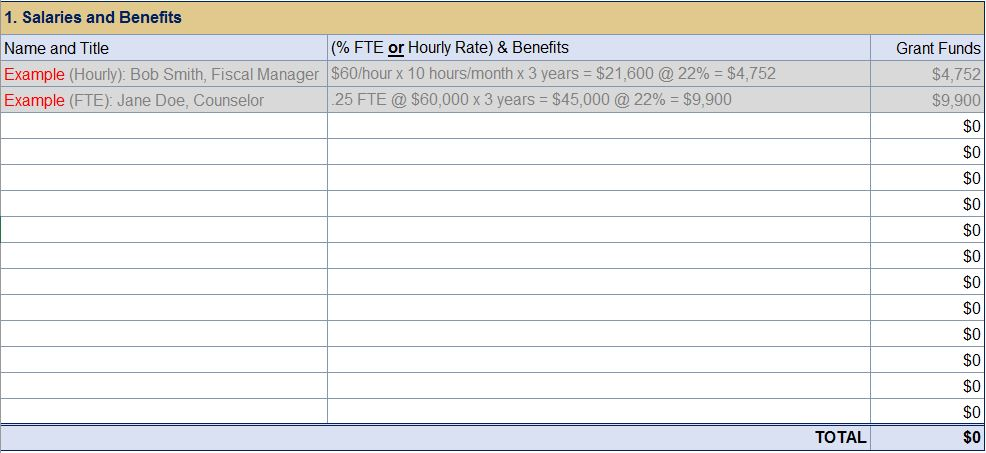 1. Salaries and Benefits
Name and Title (% FTE or Hourly Rate) & Benefits Grant Funds
Example (Hourly): Bob Smith, Fiscal Manager $60/hour x 10 hours/month x 3 years = $21,600 @ 22% = $4,752 $4,752
Example (FTE): Jane Doe, Counselor .25 FTE @ $60,000 x 3 years = $45,000 @ 22% = $9,900 $9,900
$0
$0
$0
$0
$0
$0
$0
$0
$0
$0
$0
$0
TOTAL $0